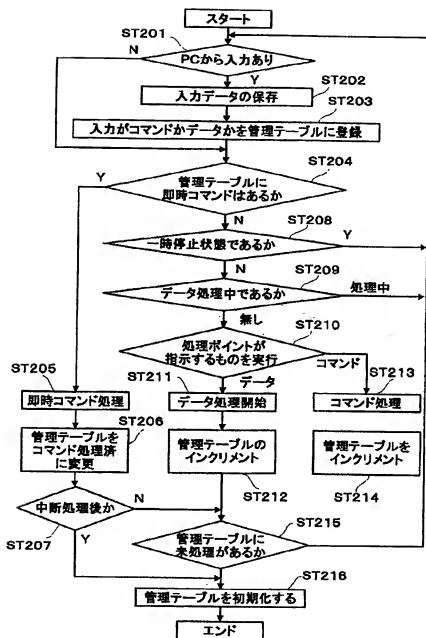 スタート
ST201
N
PCから入力あり
Y
ST202
入力データの保存
ST203
入力がコマンドかデータかを管理テーブルに登録
ST204
Y
管理テーブルに
即時コマンドはあるか
N
ST208
一時停止状態であるか
Y
N
ST209
データ処理中であるか
処理中
無し
ST210
処理ポイントが
指示するものを実行
コマンド
データ
ST205
即時コマンド処理
ST211
データ処理開始
ST213
コマンド処理
ST206
管理テーブルを
コマンド処理済
に変更
管理テーブルの
インクリメント
ST212
管理テーブルを
インクリメント
ST214
中断処理後か
N
ST207
Y
ST215
管理テーブルに
未処理があるか
ST216
管理テーブルを初期化する
エンド